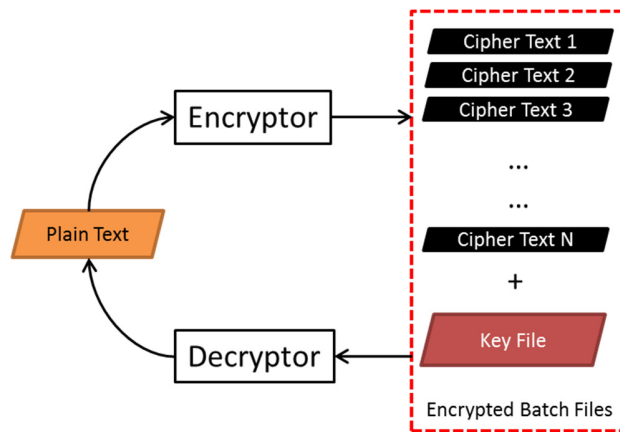 Cipher Text 1
Cipher Text 2
Cipher Text 3
Encryptor
...
...
Plain Text
Cipher Text N
+
Key File
Decryptor
Encrypted Batch Files